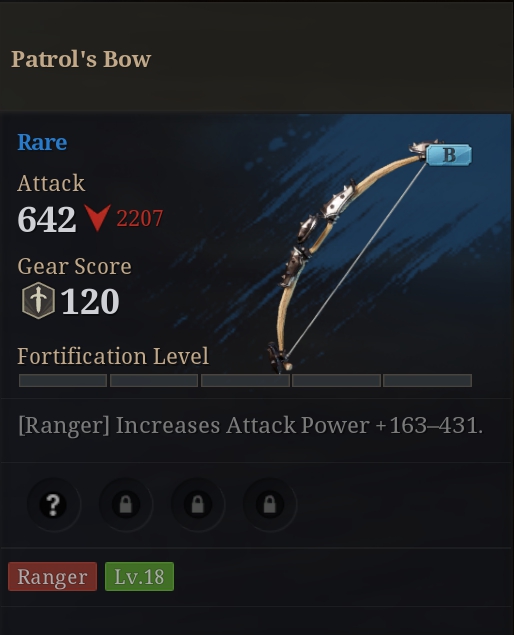 Patrol's Bow
Rare
B
Attack
642 2207
Gear Score
120
Fortification Level
[Ranger] Increases Attack Power +163–431.
?
Ranger Lv.18